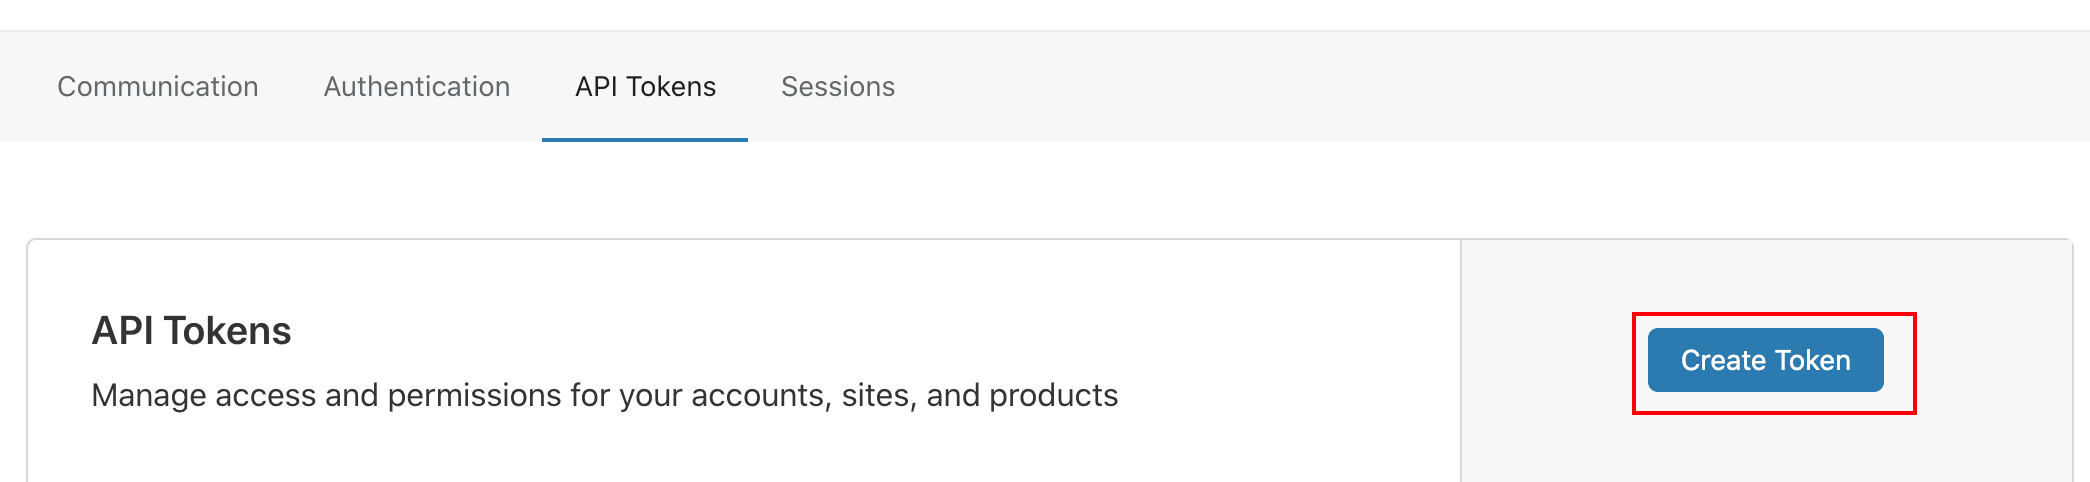 Communication Authentication API Tokens Sessions
API Tokens
Create Token
Manage access and permissions for your accounts, sites, and products